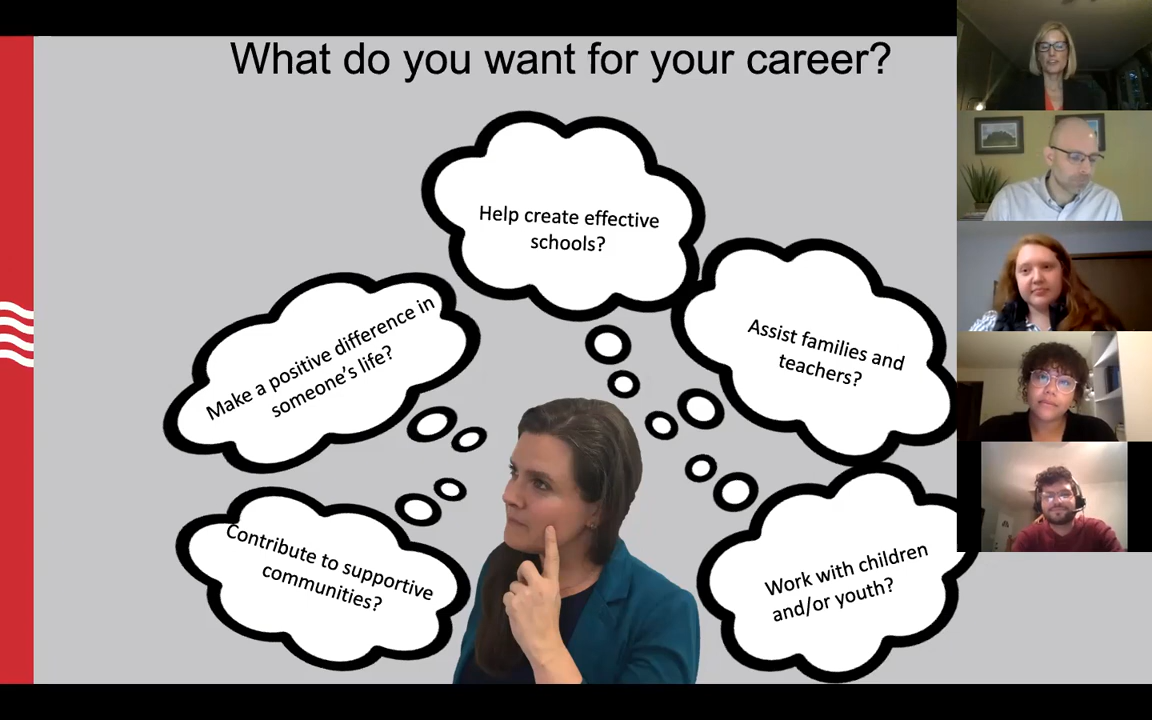 What do you want for your career?
Help create effective
schools?
Make a positive difference in
someone's life?
Assist families and
teachers?
Contribute to supportive
communities?
Work with children
and/or youth?